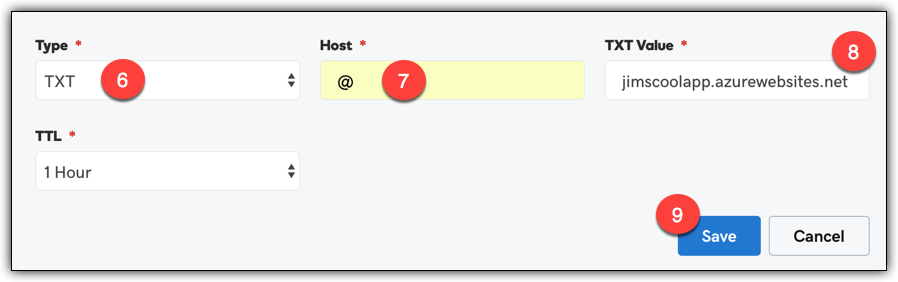 Type * Host * TXT Value * 8
TXT 6 @ 7 jimscoolapp.azurewebsites.net
TTL *
1 Hour
9 Save Cancel